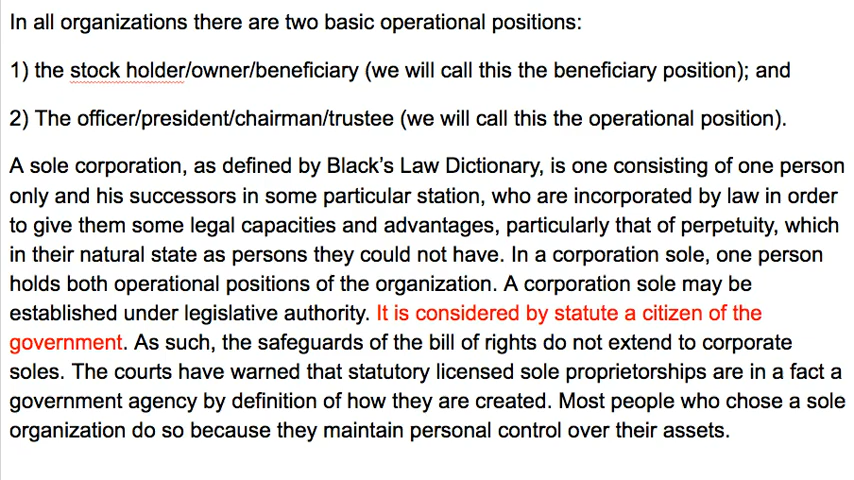 In all organizations there are two basic operational positions:
1) the stock holder/owner/beneficiary (we will call this the beneficiary position); and
2) The officer/president/chairman/trustee (we will call this the operational position).
A sole corporation, as defined by Black’s Law Dictionary, is one consisting of one person
only and his successors in some particular station, who are incorporated by law in order
to give them some legal capacities and advantages, particularly that of perpetuity, which
in their natural state as persons they could not have. In a corporation sole, one person
holds both operational positions of the organization. A corporation sole may be
established under legislative authority. It is considered by statute a citizen of the
government. As such, the safeguards of the bill of rights do not extend to corporate
soles. The courts have warned that statutory licensed sole proprietorships are in a fact a
government agency by definition of how they are created. Most people who chose a sole
organization do so because they maintain personal control over their assets.